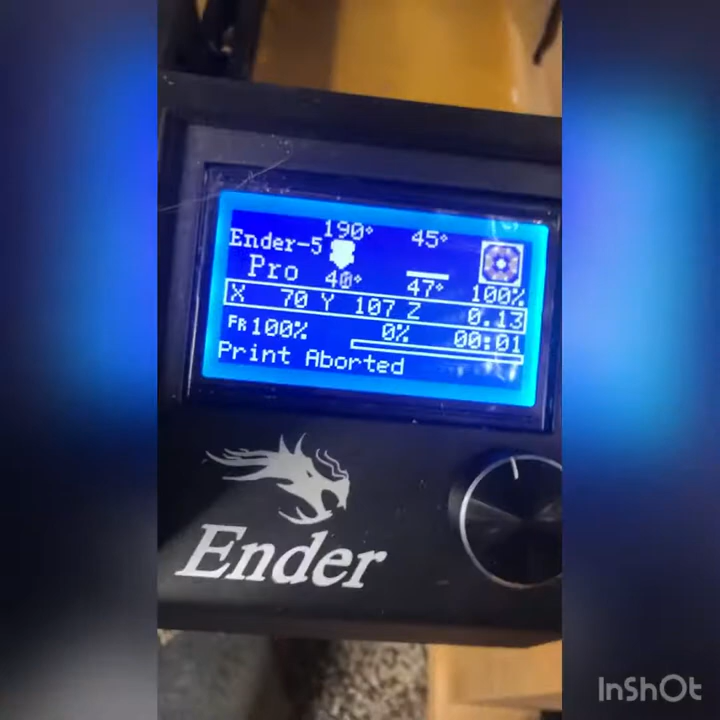 190° 45°
Ender-5
Pro 40° 47° 100%
X 70 Y 107 Z 0.13
FR 100% 0% 00:01
Print Aborted
Ender
InShOt